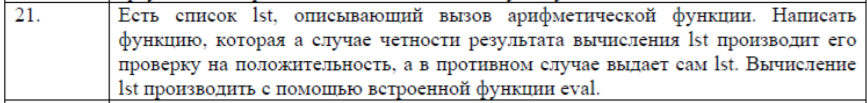 21. Есть список lst, описывающий вызов арифметической функции. Написать
функцию, которая а случае четности результата вычисления lst производит его
проверку на положительность, а в противном случае выдает сам lst. Вычисление
lst производить с помощью встроенной функции eval.